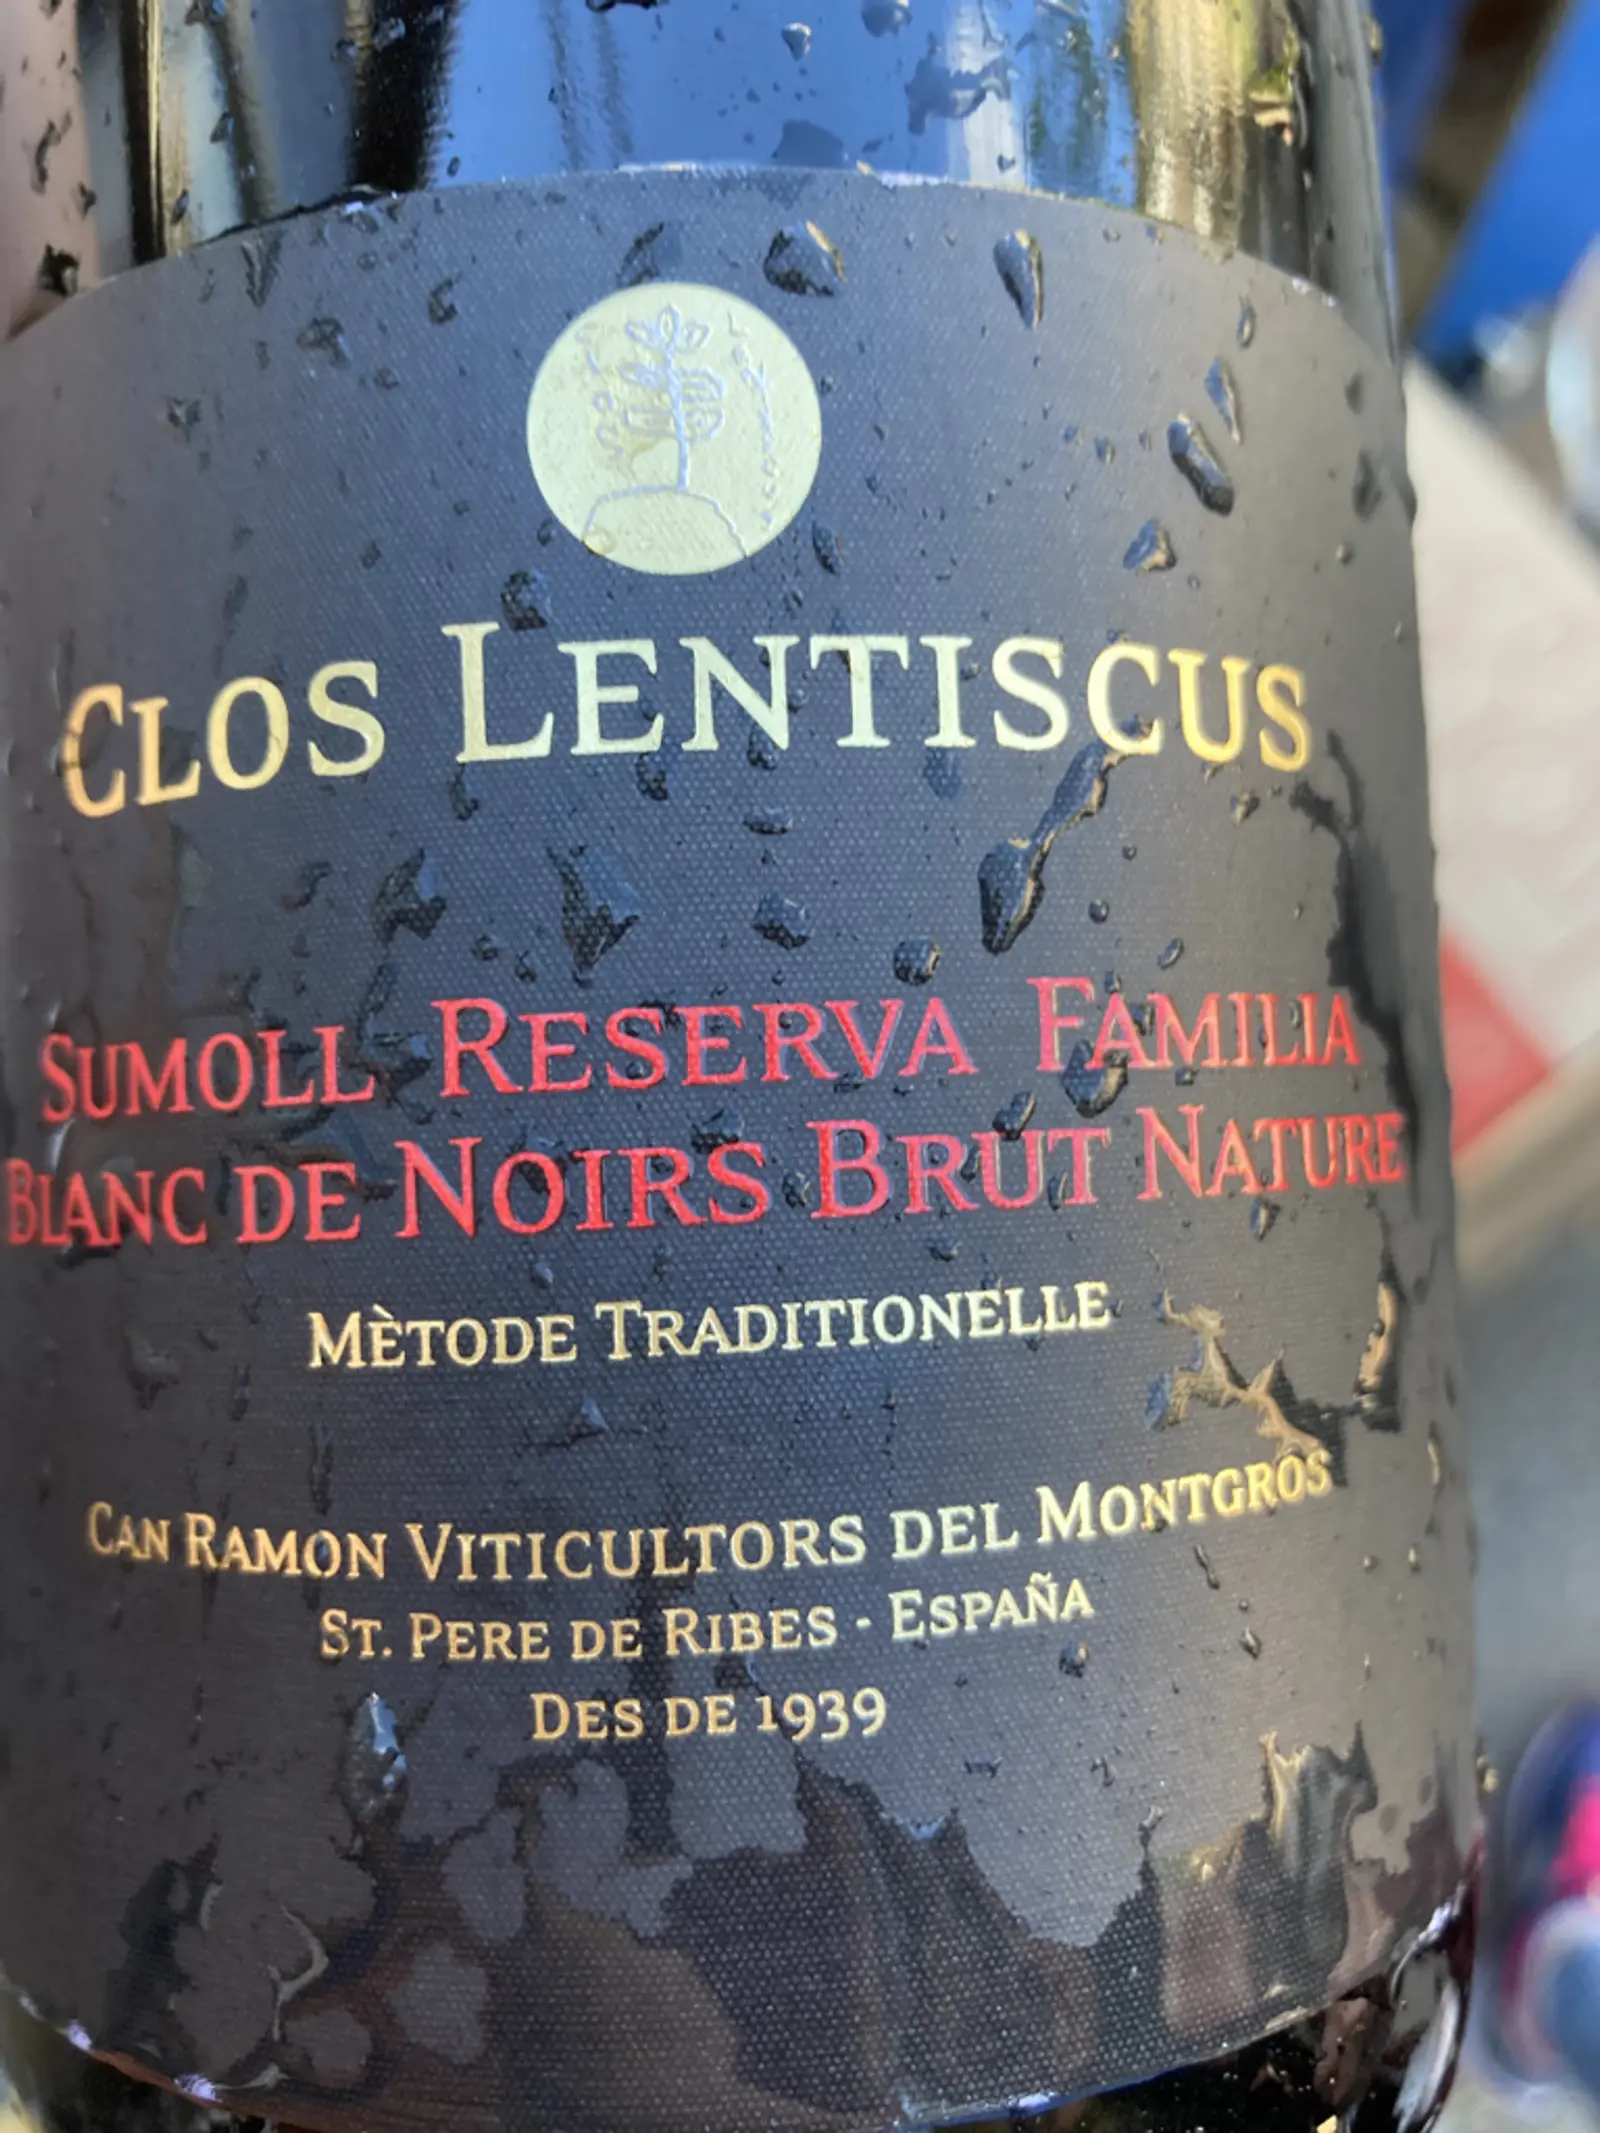 Clos Lentiscus
Sumoll Reserva Familia
Blanc de Noirs Brut Nature
Mètode Traditionelle
Can Ramon Viticultors del Montgròs
St. Pere de Ribes - España
Des de 1939